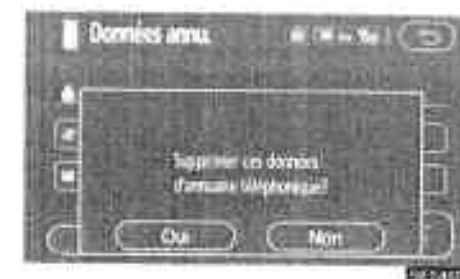 Données annu.
Supprimer ces données
d'annuaire téléphonique?
Oui Non